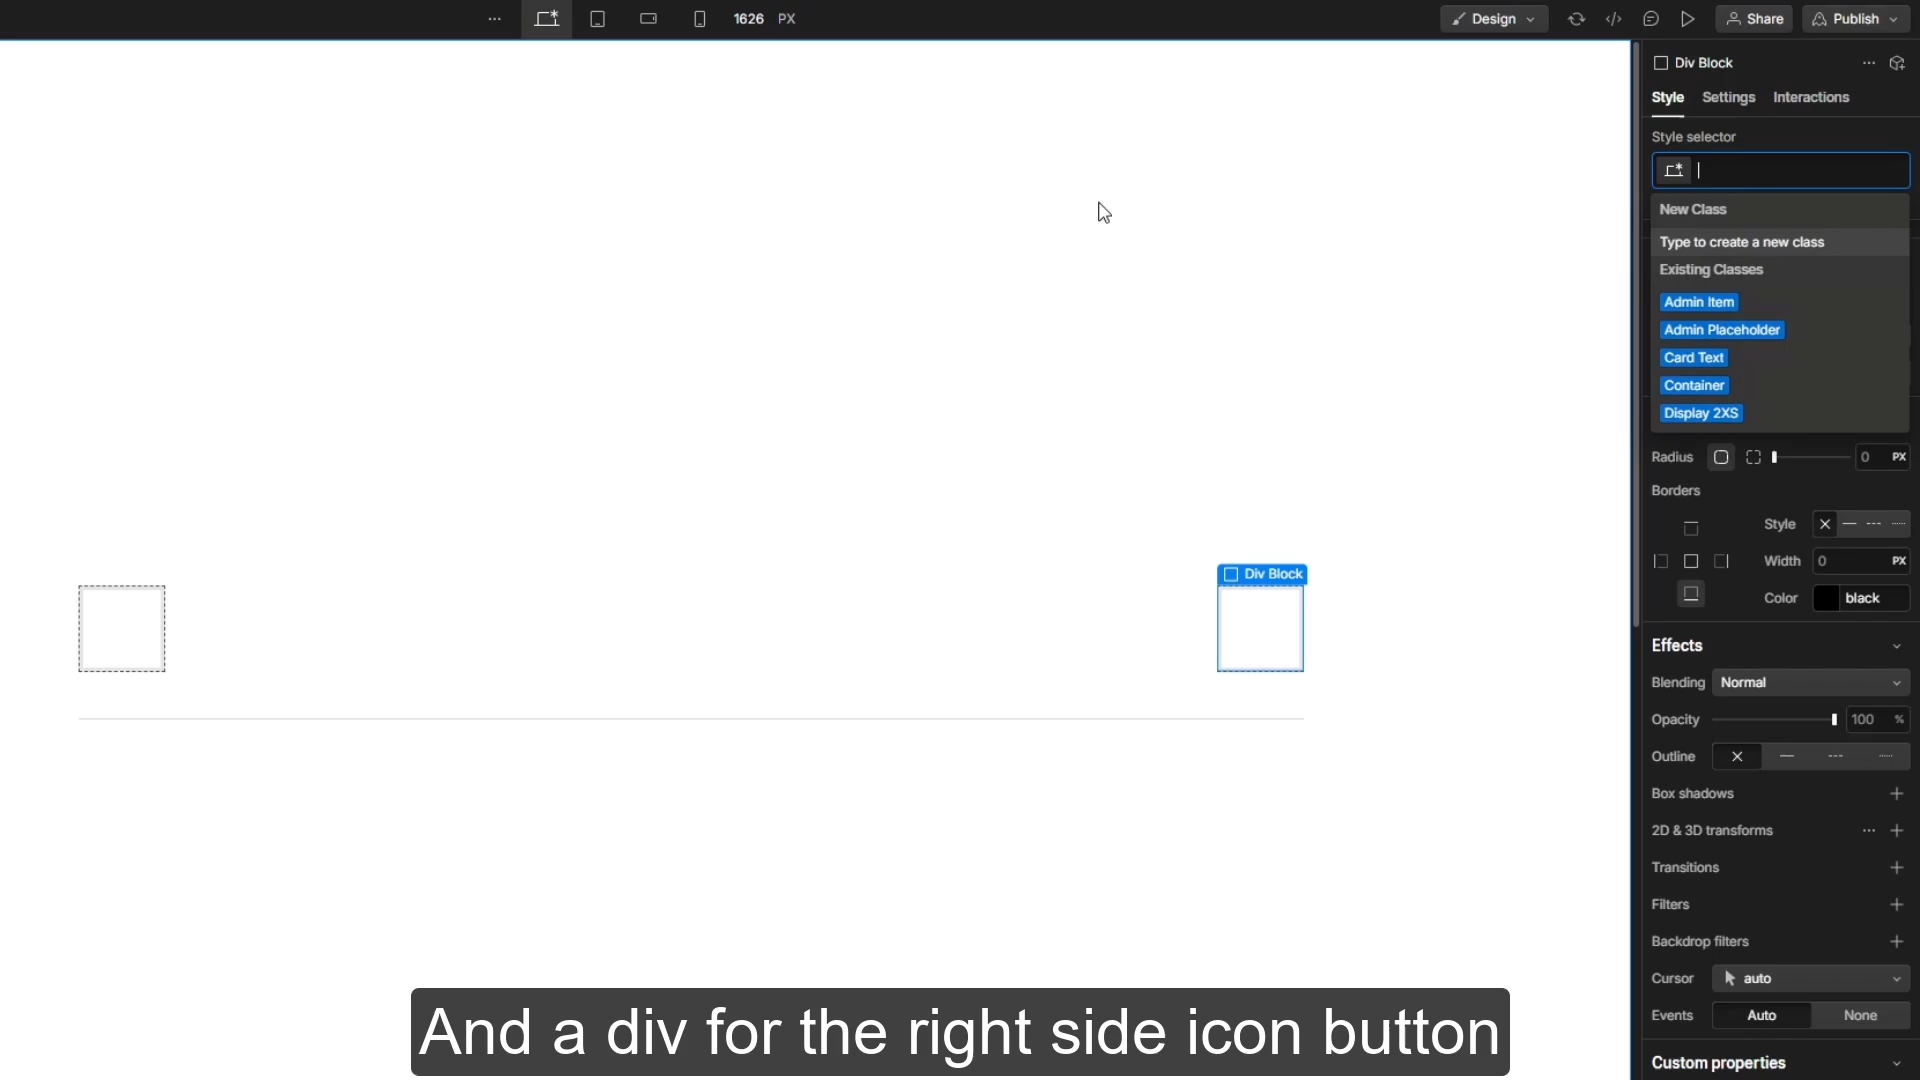 1626 PX
Design
Share
Publish
Div Block
Style Settings Interactions
Style selector
New Class
Type to create a new class
Existing Classes
Admin Item
Admin Placeholder
Card Text
Container
Display 2XS
Radius 0 PX
Borders
Style
Width 0 PX
Color black
Div Block
Effects
Blending Normal
Opacity 100 %
Outline
Box shadows
2D & 3D transforms
Transitions
Filters
Backdrop filters
Cursor auto
Events Auto None
Custom properties
And a div for the right side icon button